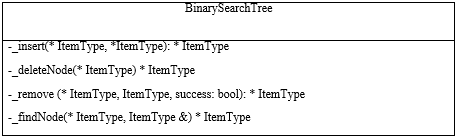 BinarySearchTree
-_insert(* ItemType, *ItemType): * ItemType
-_deleteNode(* ItemType) * ItemType
-_remove (* ItemType, ItemType, success: bool): * ItemType
-_findNode(* ItemType, ItemType &) * ItemType